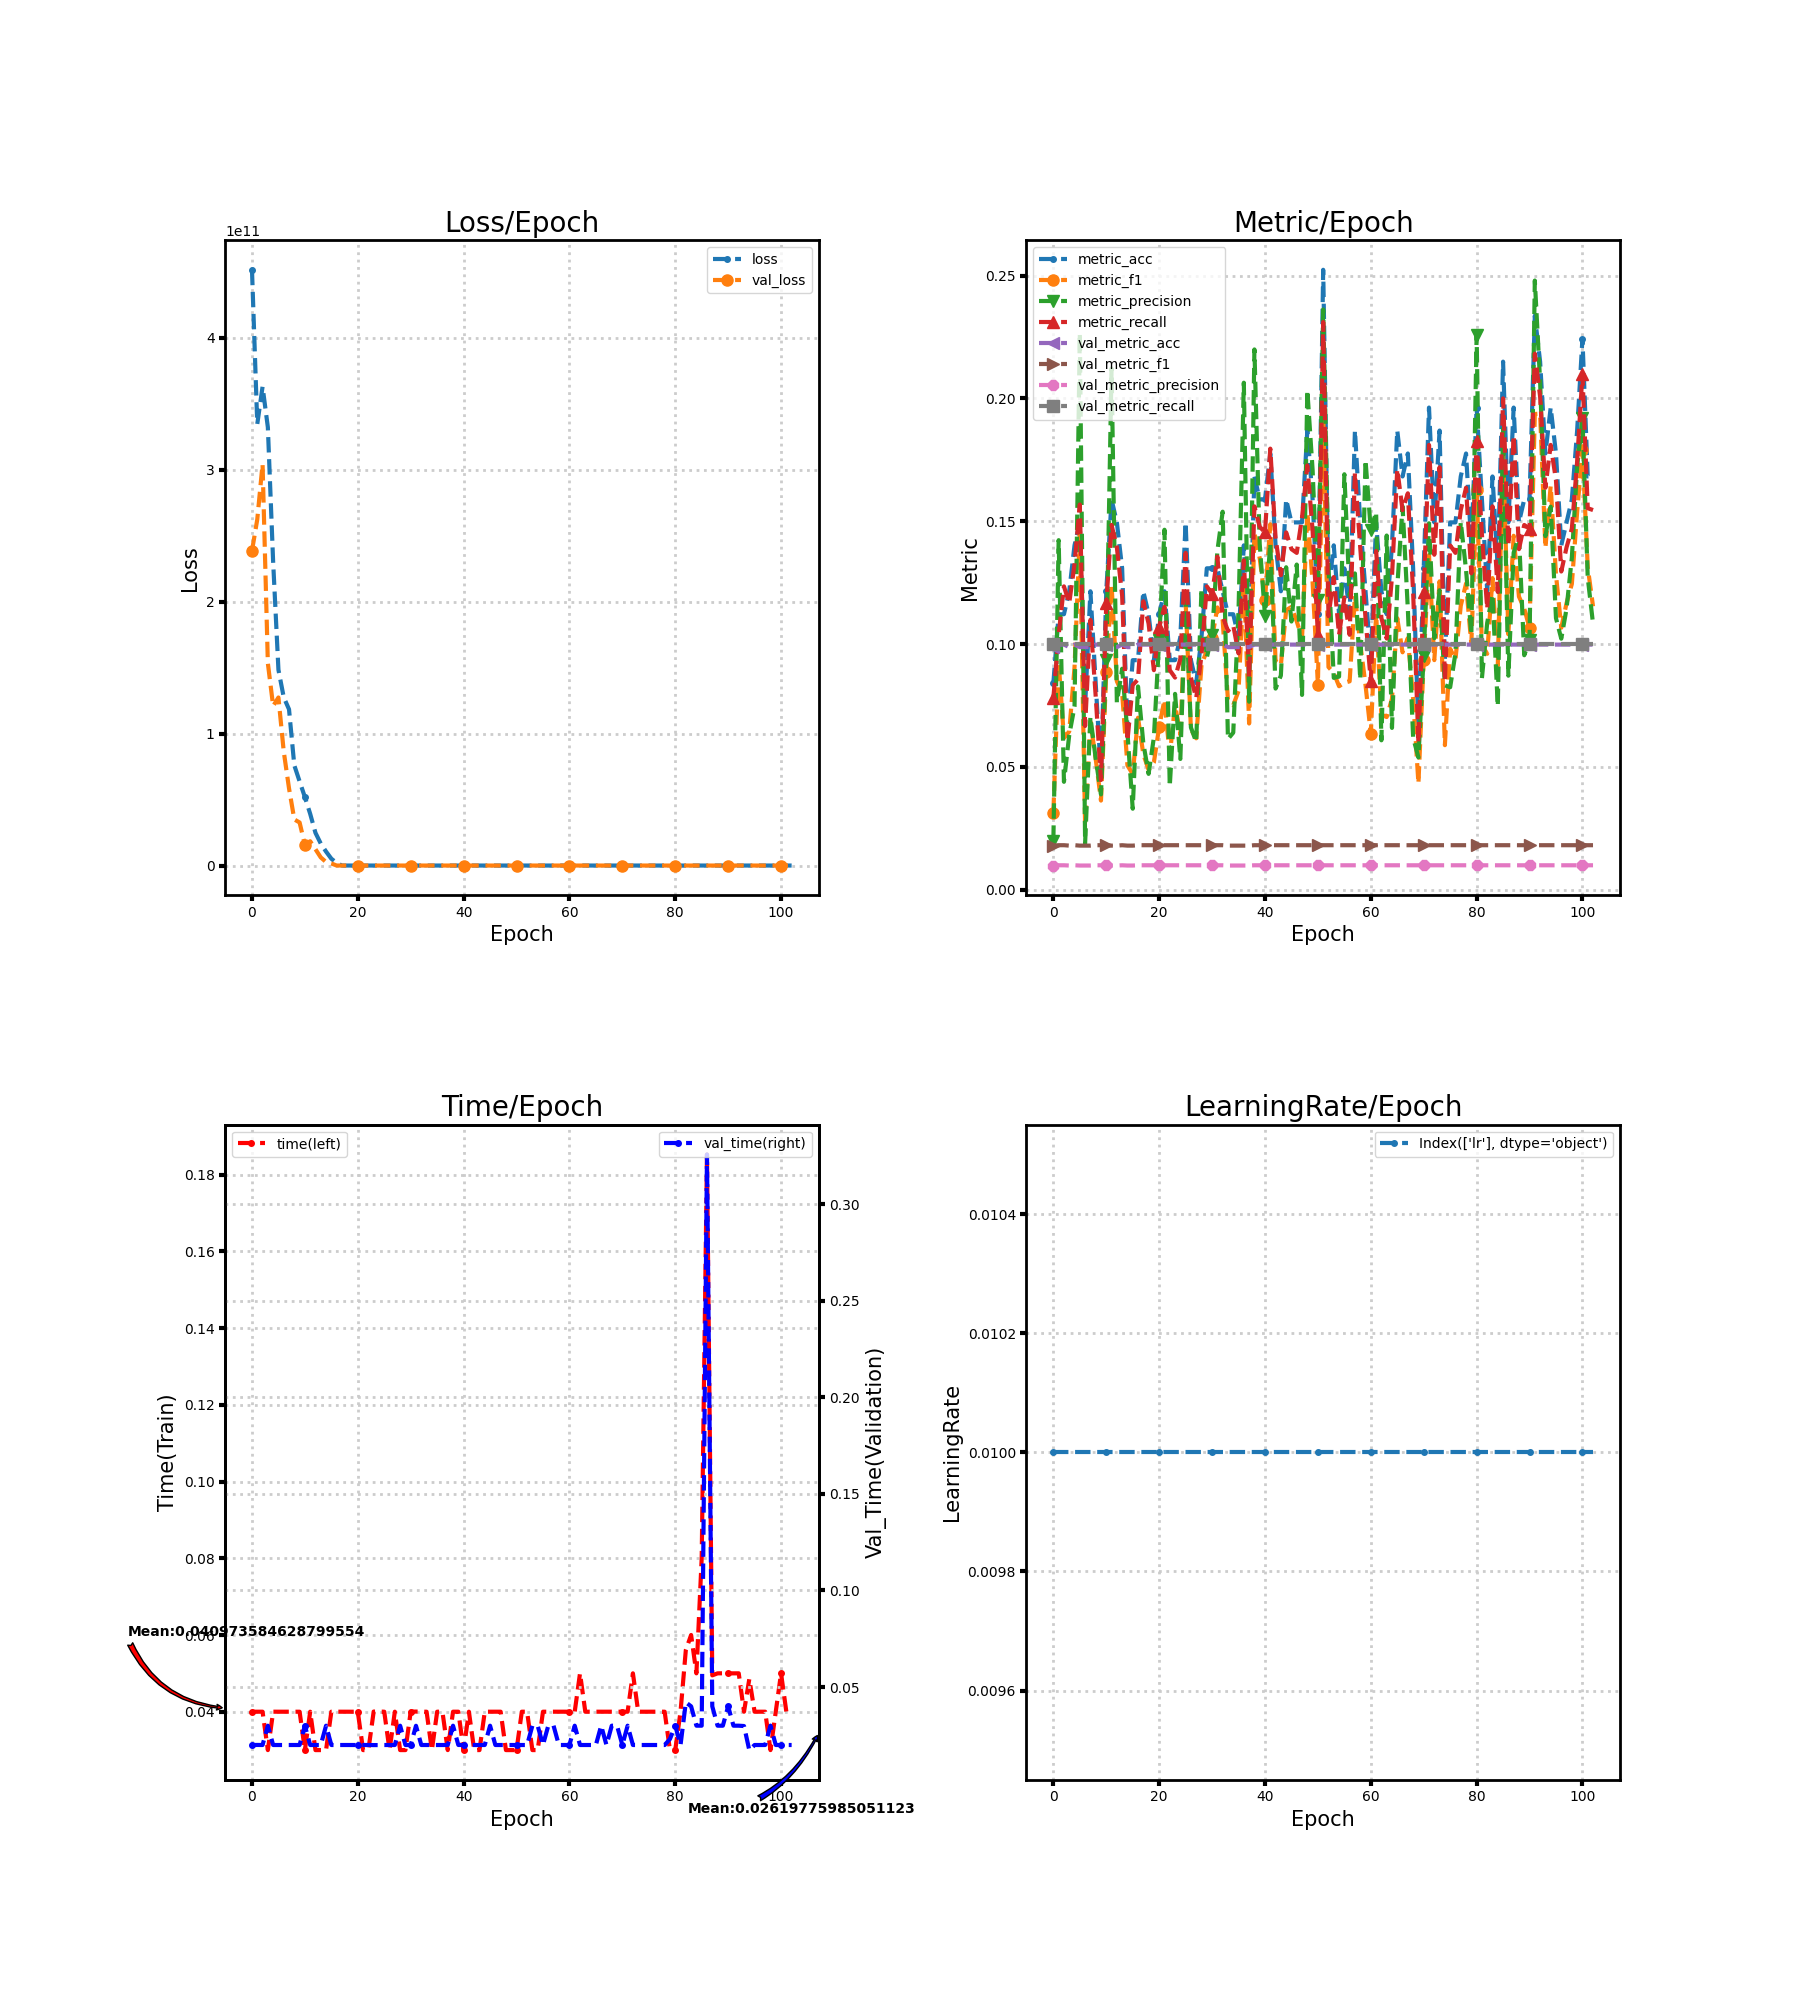 Loss/Epoch
1e11
loss
val_loss
4
3
2
1
0
Loss
0 20 40 60 80 100
Epoch
Metric/Epoch
metric_acc
metric_f1
metric_precision
metric_recall
val_metric_acc
val_metric_f1
val_metric_precision
val_metric_recall
0.25
0.20
0.15
0.10
0.05
0.00
Metric
0 20 40 60 80 100
Epoch
Time/Epoch
time(left)
val_time(right)
0.18
0.16
0.14
0.12
0.10
0.08
0.06
0.04
Time(Train)
0.30
0.25
0.20
0.15
0.10
0.05
Val_Time(Validation)
Mean:0.040973584628799554
Mean:0.02619775985051123
0 20 40 60 80 100
Epoch
LearningRate/Epoch
Index(['lr'], dtype='object')
0.0104
0.0102
0.0100
0.0098
0.0096
LearningRate
0 20 40 60 80 100
Epoch